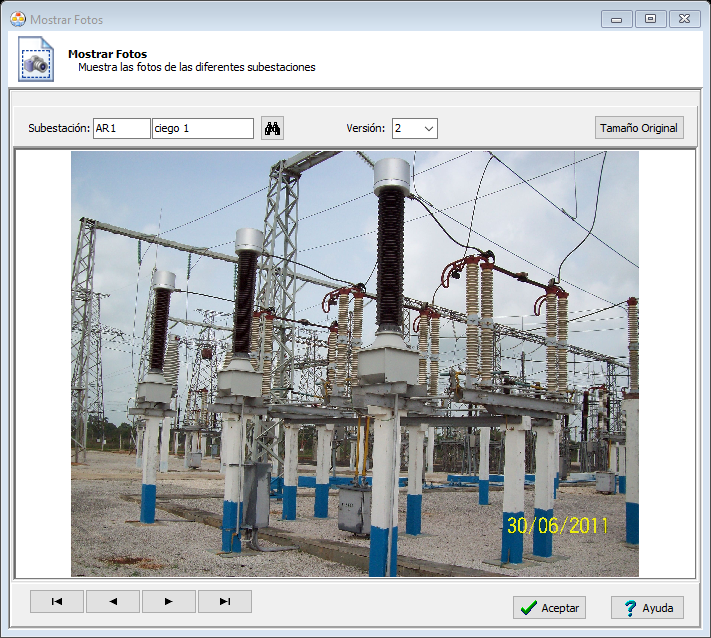 Mostrar Fotos
Mostrar Fotos
Muestra las fotos de las diferentes subestaciones
Subestación: AR1 ciego 1 Versión: 2 Tamaño Original
30/06/2011
Aceptar ? Ayuda